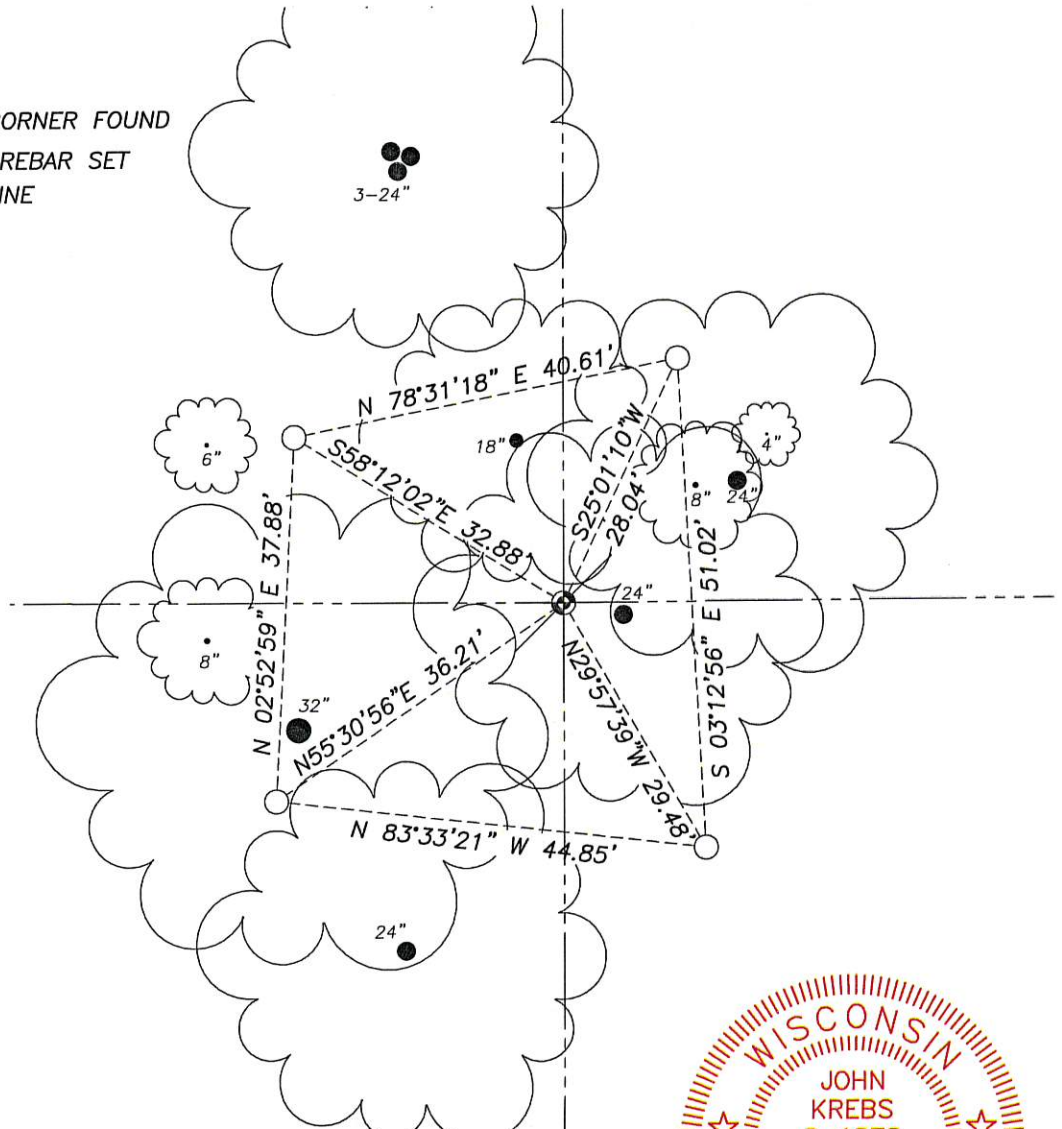 ORNER FOUND
REBAR SET
INE
3-24"
N 78°31'18" E 40.61'
18"
6"
4"
S58°12'02"E 32.88'
S25°01'10"W
28.04'
8"
24"
N 02°52'59" E 37.88'
S 03°12'56" E 51.02'
24"
8"
N55°30'56"E 36.21'
N29°57'39"W 29.48'
32"
N 83°33'21" W 44.85'
24"
WISCONSIN
JOHN
KREBS